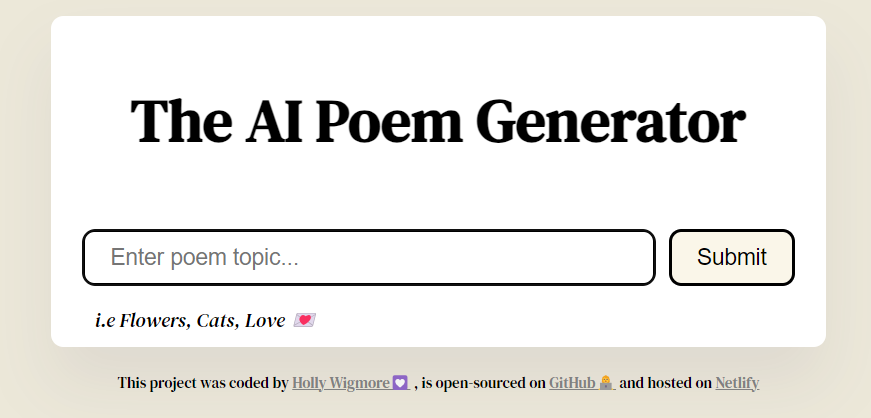 The AI Poem Generator
Enter poem topic...
Submit
i.e Flowers, Cats, Love 💌
This project was coded by Holly Wigmore 💟 , is open-sourced on GitHub 👩‍💻 and hosted on Netlify